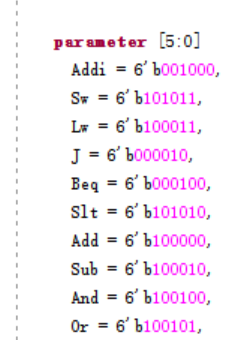 parameter [5:0]
Addi = 6'b001000,
Sw = 6'b101011,
Lw = 6'b100011,
J = 6'b000010,
Beq = 6'b000100,
Slt = 6'b101010,
Add = 6'b100000,
Sub = 6'b100010,
And = 6'b100100,
Or = 6'b100101,